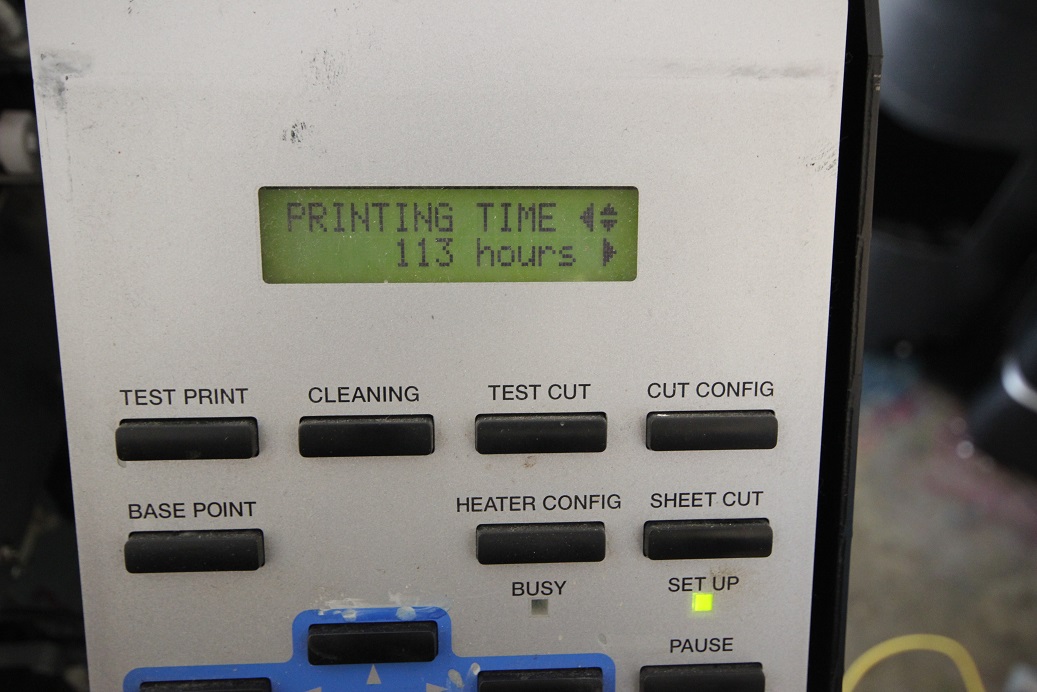 PRINTING TIME
113 hours
TEST PRINT
CLEANING
TEST CUT
CUT CONFIG
BASE POINT
HEATER CONFIG
SHEET CUT
BUSY
SET UP
PAUSE